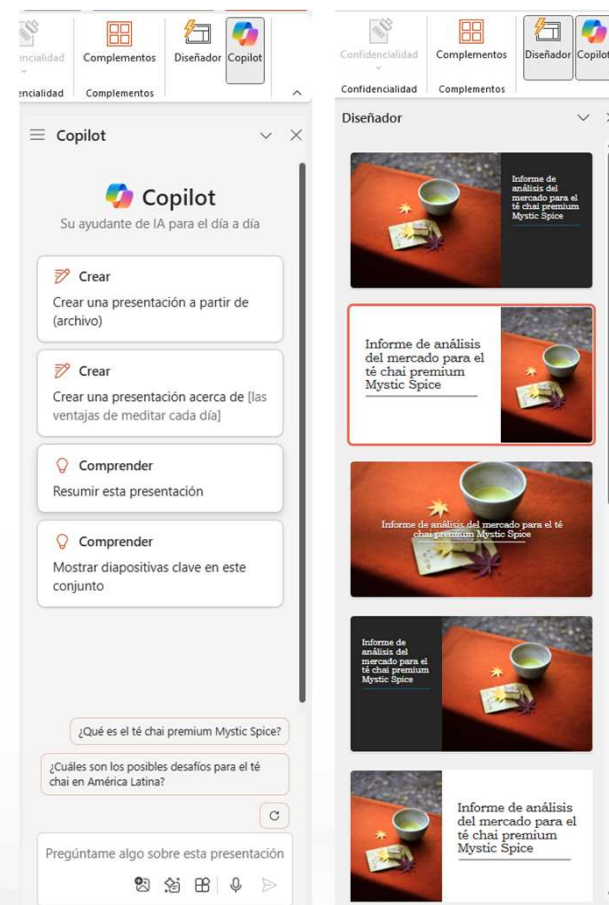 encialidad
Complementos
Diseñador
Copilot
encialidad
Complementos
Copilot
Copilot
Su ayudante de IA para el día a día
Crear
Crear una presentación a partir de
(archivo)
Crear
Crear una presentación acerca de [las
ventajas de meditar cada día]
Comprender
Resumir esta presentación
Comprender
Mostrar diapositivas clave en este
conjunto
¿Qué es el té chai premium Mystic Spice?
¿Cuáles son los posibles desafíos para el té
chai en América Latina?
Pregúntame algo sobre esta presentación
Confidencialidad
Complementos
Diseñador
Copilot
Confidencialidad
Complementos
Diseñador
Informe de
análisis del
mercado para el
té chai premium
Mystic Spice
Informe de análisis
del mercado para el
té chai premium
Mystic Spice
Informe de análisis del mercado para el té
chai premium Mystic Spice
Informe de
análisis del
mercado para el
té chai premium
Mystic Spice
Informe de análisis
del mercado para el
té chai premium
Mystic Spice